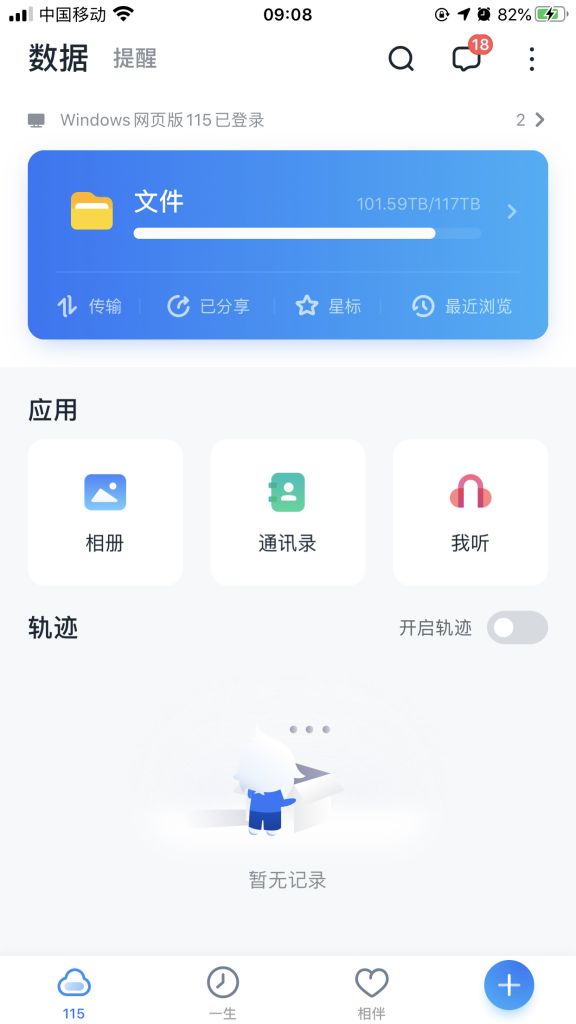 中国移动 09:08 82%
数据 提醒 18
Windows网页版115已登录 2
文件 101.59TB/117TB
传输 已分享 星标 最近浏览
应用
相册 通讯录 我听
轨迹 开启轨迹
暂无记录
115 一生 相伴